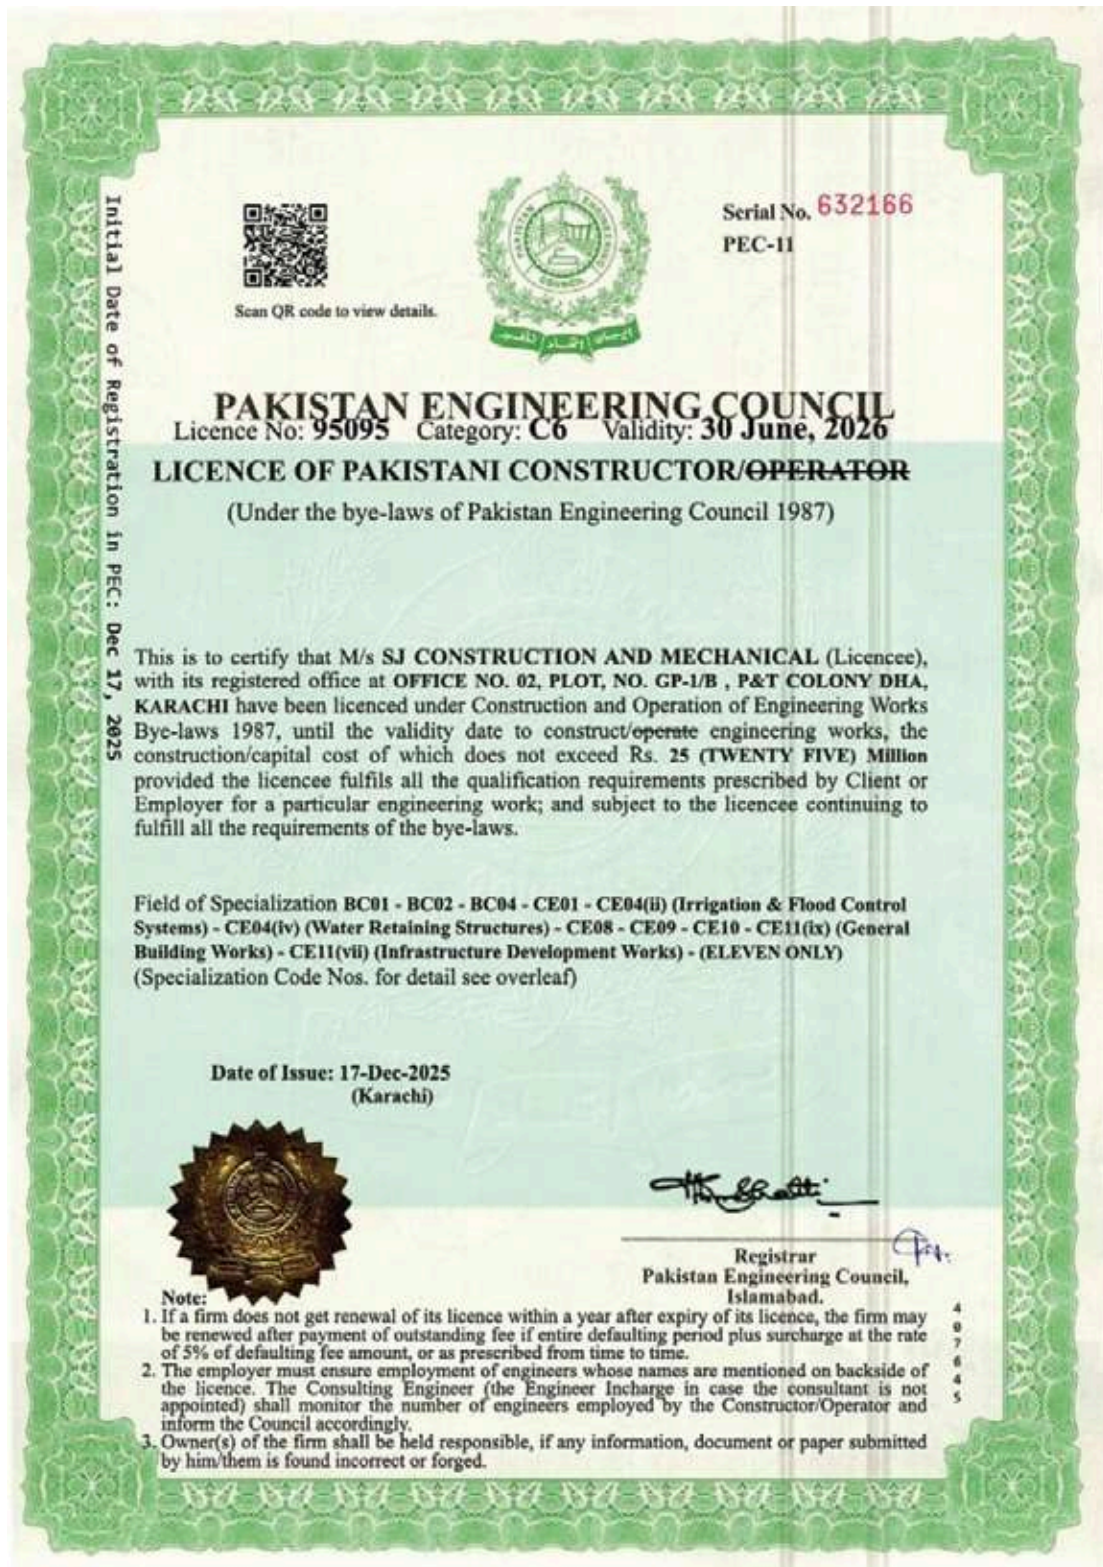 Initial Date of Registration in PEC: Dec 17, 2025
Scan QR code to view details.
Serial No. 632166
PEC-11
PAKISTAN ENGINEERING COUNCIL
Licence No: 95095 Category: C6 Validity: 30 June, 2026
LICENCE OF PAKISTANI CONSTRUCTOR/OPERATOR
(Under the bye-laws of Pakistan Engineering Council 1987)
This is to certify that M/s SJ CONSTRUCTION AND MECHANICAL (Licencee),
with its registered office at OFFICE NO. 02, PLOT, NO. GP-1/B , P&T COLONY DHA,
KARACHI have been licenced under Construction and Operation of Engineering Works
Bye-laws 1987, until the validity date to construct/operate engineering works, the
construction/capital cost of which does not exceed Rs. 25 (TWENTY FIVE) Million
provided the licencee fulfils all the qualification requirements prescribed by Client or
Employer for a particular engineering work; and subject to the licencee continuing to
fulfill all the requirements of the bye-laws.
Field of Specialization BC01 - BC02 - BC04 - CE01 - CE04(ii) (Irrigation & Flood Control
Systems) - CE04(iv) (Water Retaining Structures) - CE08 - CE09 - CE10 - CE11(ix) (General
Building Works) - CE11(vii) (Infrastructure Development Works) - (ELEVEN ONLY)
(Specialization Code Nos. for detail see overleaf)
Date of Issue: 17-Dec-2025
(Karachi)
Registrar
Pakistan Engineering Council,
Islamabad.
Note:
1. If a firm does not get renewal of its licence within a year after expiry of its licence, the firm may
be renewed after payment of outstanding fee if entire defaulting period plus surcharge at the rate
of 5% of defaulting fee amount, or as prescribed from time to time.
2. The employer must ensure employment of engineers whose names are mentioned on backside of
the licence. The Consulting Engineer (the Engineer Incharge in case the consultant is not
appointed) shall monitor the number of engineers employed by the Constructor/Operator and
inform the Council accordingly.
3. Owner(s) of the firm shall be held responsible, if any information, document or paper submitted
by him/them is found incorrect or forged.
4007645